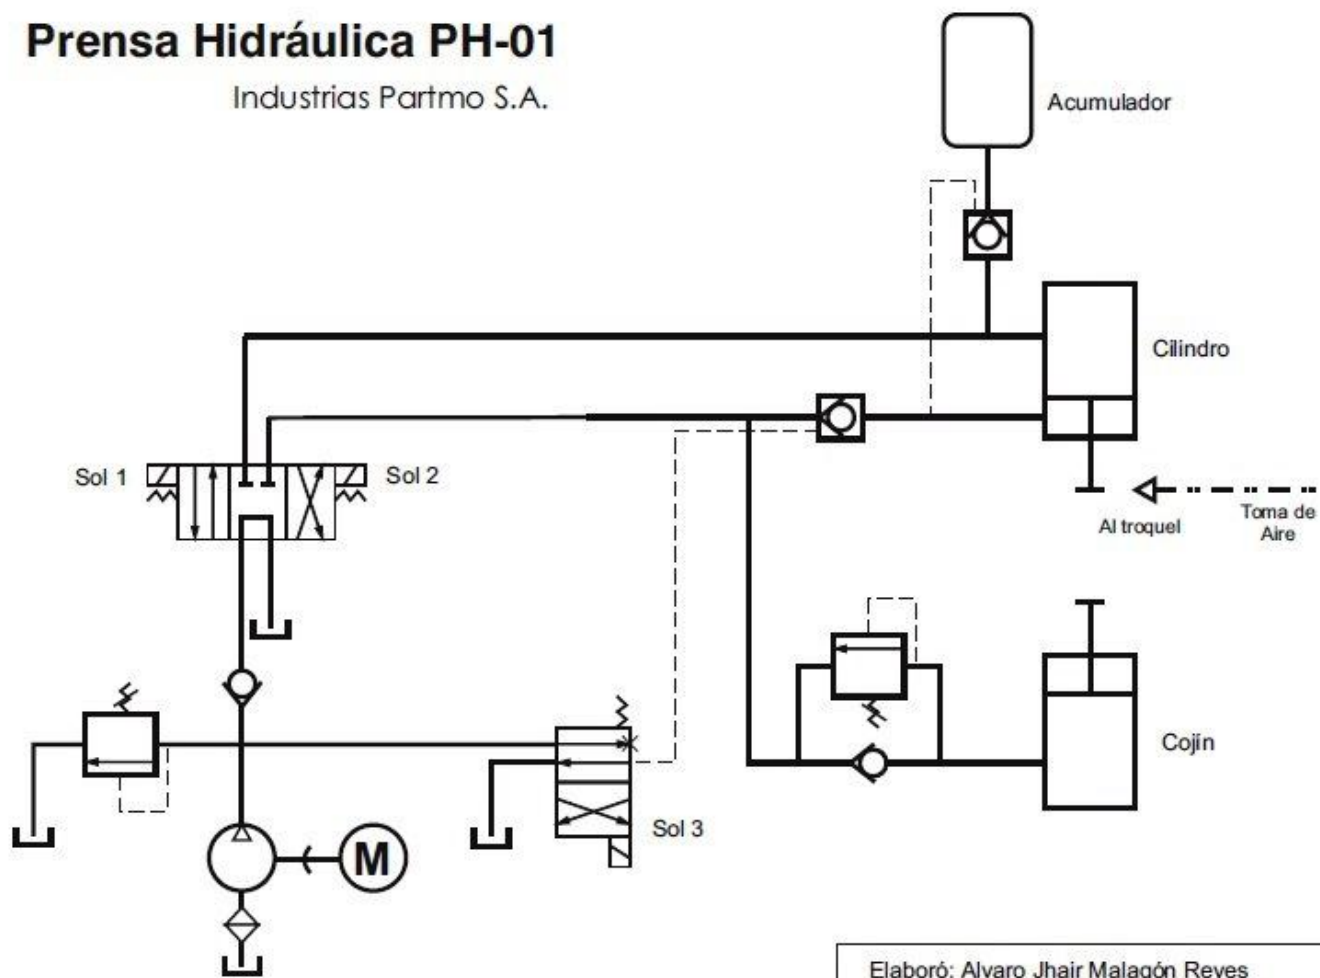 Prensa Hidráulica PH-01
Industrias Partmo S.A.
Acumulador
Cilindro
Sol 1
Sol 2
Al troquel
Toma de
Aire
Cojín
Sol 3
M
Elaboró: Alvaro Jhair Malagón Reyes